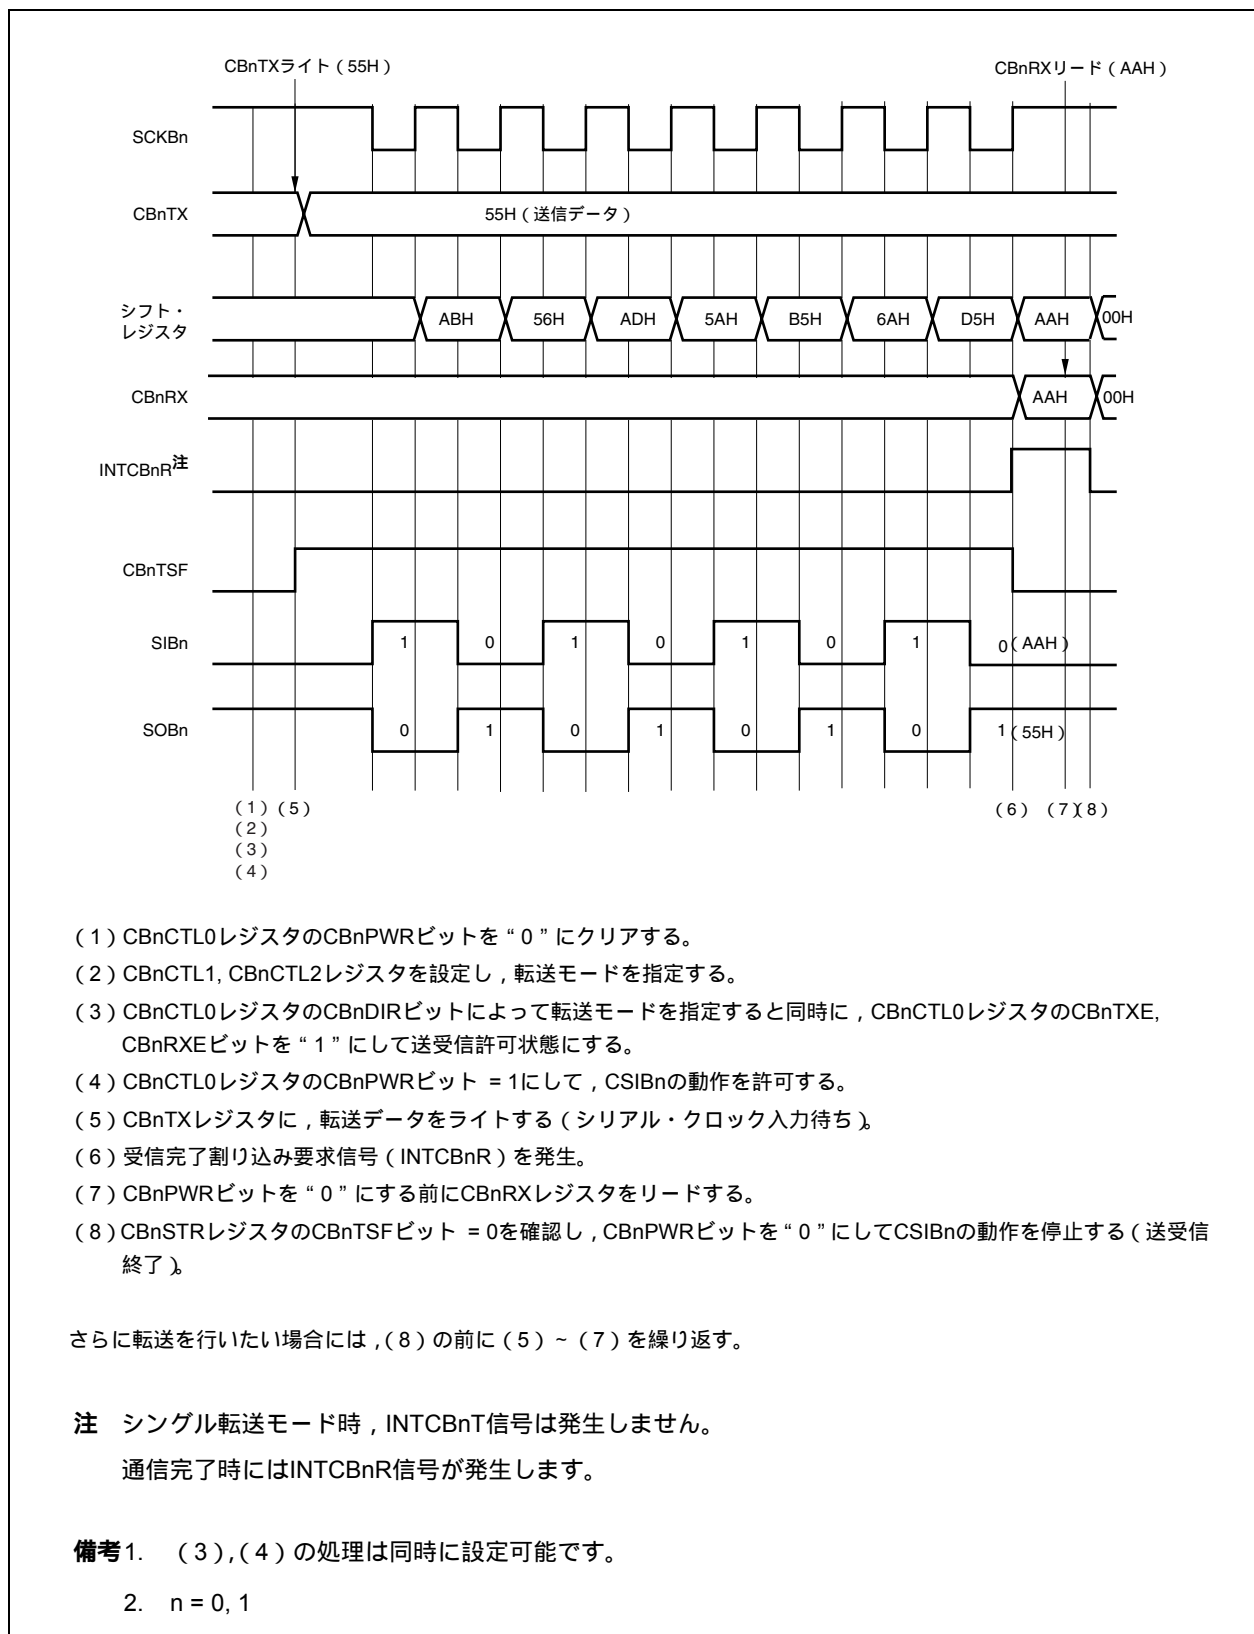 CBnTXライト（55H）
CBnRXリード（AAH）
SCKBn
CBnTX
55H（送信データ）
シフト・
レジスタ
ABH 56H ADH 5AH B5H 6AH D5H AAH 00H
CBnRX
AAH 00H
INTCBnR注
CBnTSF
SIBn
1 0 1 0 1 0 1 0（AAH）
SOBn
0 1 0 1 0 1 0 1（55H）
（1）（5）
（6）（7）（8）
（2）
（3）
（4）
（1）CBnCTL0レジスタのCBnPWRビットを“0”にクリアする。
（2）CBnCTL1, CBnCTL2レジスタを設定し，転送モードを指定する。
（3）CBnCTL0レジスタのCBnDIRビットによって転送モードを指定すると同時に，CBnCTL0レジスタのCBnTXE,
CBnRXEビットを“1”にして送受信許可状態にする。
（4）CBnCTL0レジスタのCBnPWRビット = 1にして，CSIBnの動作を許可する。
（5）CBnTXレジスタに，転送データをライトする（シリアル・クロック入力待ち）。
（6）受信完了割り込み要求信号（INTCBnR）を発生。
（7）CBnPWRビットを“0”にする前にCBnRXレジスタをリードする。
（8）CBnSTRレジスタのCBnTSFビット = 0を確認し，CBnPWRビットを“0”にしてCSIBnの動作を停止する（送受信
終了）。
さらに転送を行いたい場合には，（8）の前に（5）~（7）を繰り返す。
注 シングル転送モード時，INTCBnT信号は発生しません。
通信完了時にはINTCBnR信号が発生します。
備考1. （3），（4）の処理は同時に設定可能です。
2. n = 0, 1